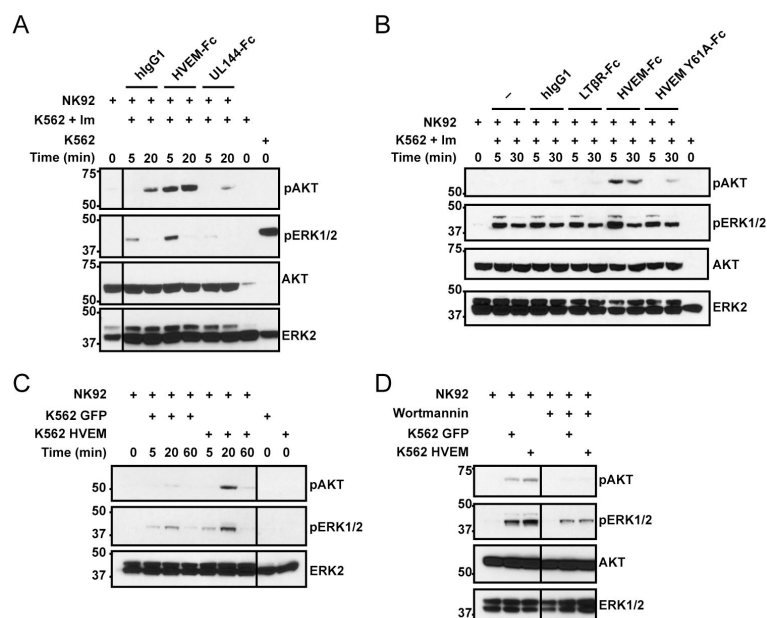 A
hIgG1 HVEM-Fc UL144-Fc
NK92 + + + + + + +
K562 + Im + + + + + + +
K562 +
Time (min) 0 5 20 5 20 5 20 0 0
75
pAKT
50
pERK1/2
37
75
AKT
50
50
ERK2
37
B
– hIgG1 LTβR-Fc HVEM-Fc HVEM Y61A-Fc
NK92 + + + + + + + + + + +
K562 + Im + + + + + + + + + + +
Time (min) 0 5 30 5 30 5 30 5 30 5 30 0
pAKT
50
50
pERK1/2
37
AKT
50
50
ERK2
37
C
NK92 + + + + + + +
K562 GFP + + + +
K562 HVEM + + + +
Time (min) 0 5 20 60 5 20 60 0 0
50
pAKT
50
pERK1/2
37
50
ERK2
37
D
NK92 + + + + + +
Wortmannin + + +
K562 GFP + +
K562 HVEM + +
75
pAKT
50
50
pERK1/2
37
AKT
50
50
ERK1/2
37